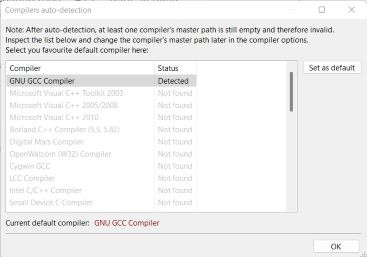 Compilers auto-detection
Note: After auto-detection, at least one compiler's master path is still empty and therefore invalid.
Inspect the list below and change the compiler's master path later in the compiler options.
Select you favourite default compiler here:
Compiler Status
GNU GCC Compiler Detected
Microsoft Visual C++ Toolkit 2003 Not found
Microsoft Visual C++ 2005/2008 Not found
Microsoft Visual C++ 2010 Not found
Borland C++ Compiler (5.5, 5.82) Not found
Digital Mars Compiler Not found
OpenWatcom (W32) Compiler Not found
Cygwin GCC Not found
LCC Compiler Not found
Intel C/C++ Compiler Not found
Small Device C Compiler Not found
Set as default
Current default compiler: GNU GCC Compiler
OK